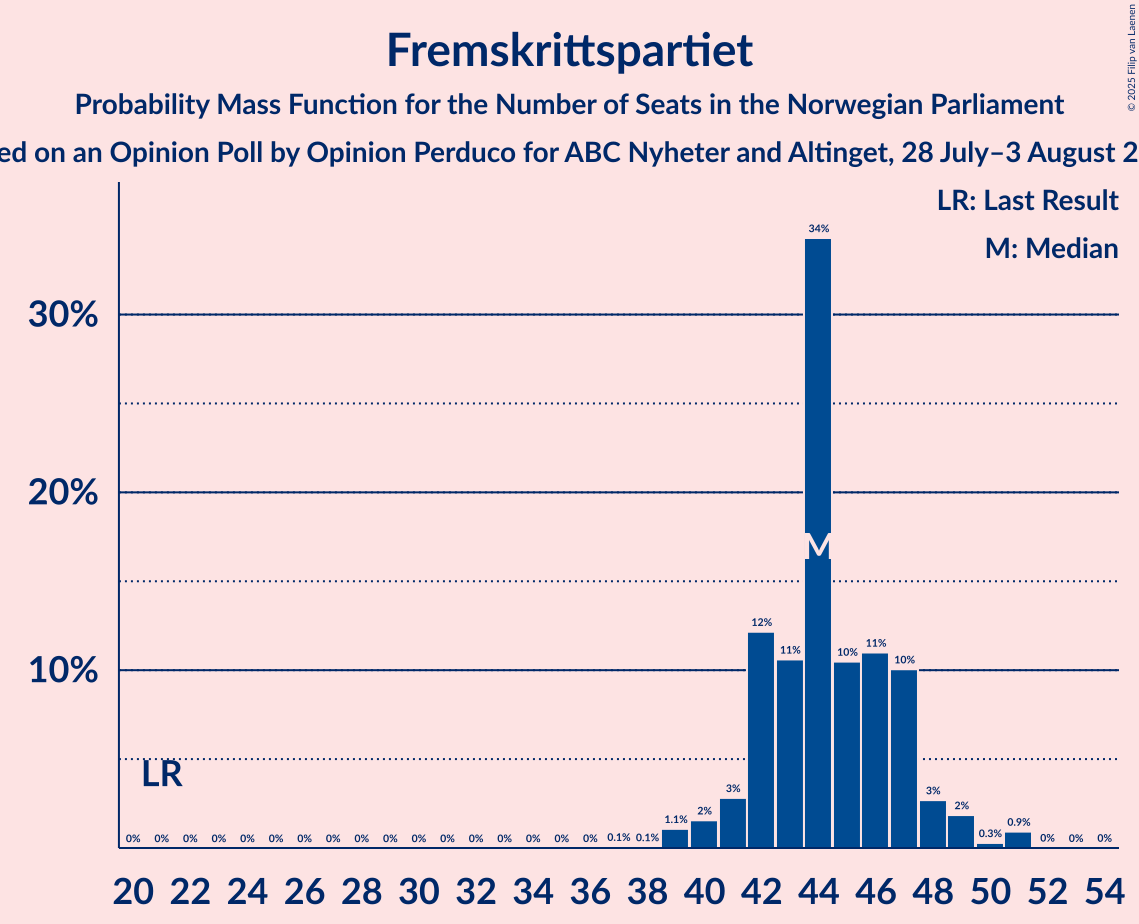 Fremskrittspartiet
Probability Mass Function for the Number of Seats in the Norwegian Parliament
on an Opinion Poll by Opinion Perduco for ABC Nyheter and Altinget, 28 July–3 August
© 2025 Filip van Laenen
LR: Last Result
M: Median
30%
20%
10%
LR
M
0% 0% 0% 0% 0% 0% 0% 0% 0% 0% 0% 0% 0% 0% 0% 0% 0% 0.1% 0.1% 1.1% 2% 3% 12% 11% 34% 10% 11% 10% 3% 2% 0.3% 0.9% 0% 0% 0%
20 22 24 26 28 30 32 34 36 38 40 42 44 46 48 50 52 54